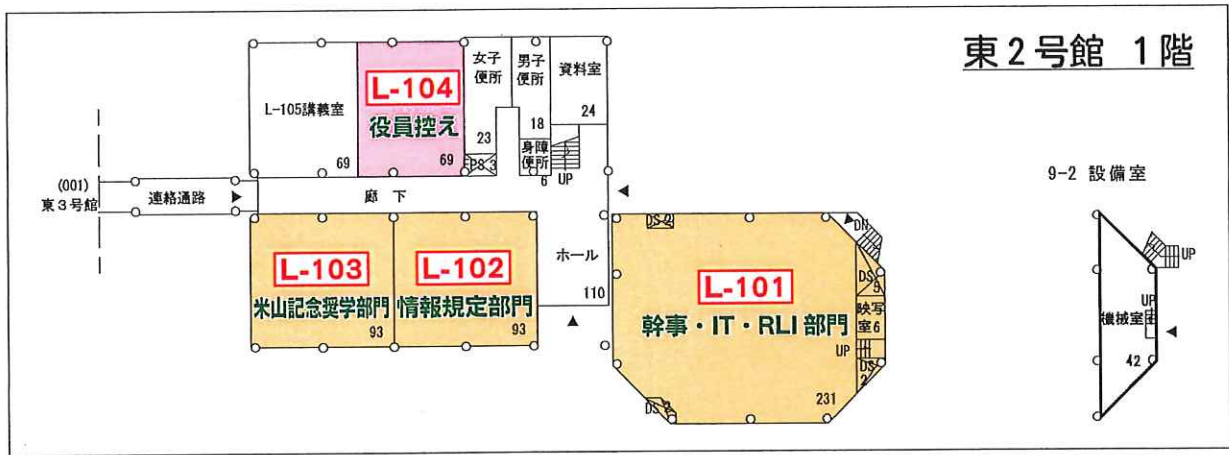 東2号館 1階
女子
便所
男子
便所
資料室
L-104
L-105講義室
役員控え
24
18
23
69
69
PS 3
身障
便所
6
UP
9-2 設備室
(001)
東3号館
連絡通路
廊 下
DS 2
DN
UP
ホール
L-103
L-102
L-101
DS 5
110
米山記念奨学部門
情報規定部門
幹事・IT・RLI部門
映写
室 6
UP
機械室
93
93
UP
42
DS 2
231
DS 2